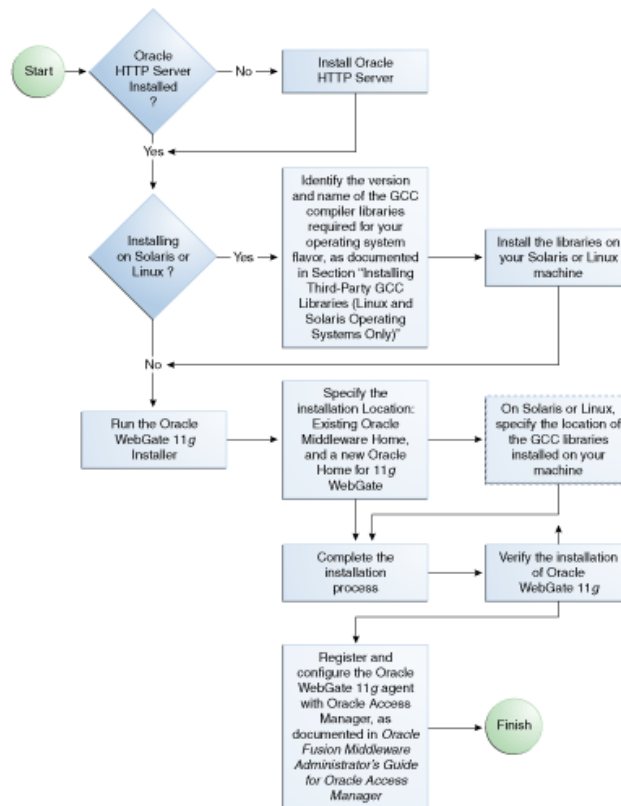 Start
Oracle
HTTP Server
Installed
?
No
Install Oracle
HTTP Server
Yes
Installing
on Solaris or
Linux ?
Yes
Identify the version
and name of the GCC
compiler libraries
required for your
operating system
flavor, as documented
in Section “Installing
Third-Party GCC
Libraries (Linux and
Solaris Operating
Systems Only)”
Install the libraries on
your Solaris or Linux
machine
No
Run the Oracle
WebGate 11g
Installer
Specify the
installation Location:
Existing Oracle
Middleware Home,
and a new Oracle
Home for 11g
WebGate
On Solaris or Linux,
specify the location of
the GCC libraries
installed on your
machine
Complete the
installation
process
Verify the installation
of Oracle
WebGate 11g
Register and
configure the Oracle
WebGate 11g agent
with Oracle Access
Manager, as
documented in Oracle
Fusion Middleware
Administrator's Guide
for Oracle Access
Manager
Finish